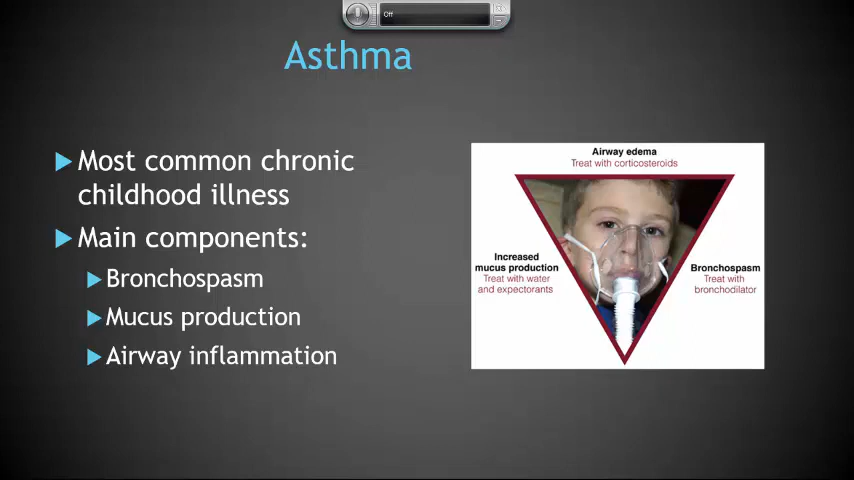 Off
Asthma
Most common chronic
childhood illness
Main components:
Bronchospasm
Mucus production
Airway inflammation
Airway edema
Treat with corticosteroids
Increased
mucus production
Treat with water
and expectorants
Bronchospasm
Treat with
bronchodilator